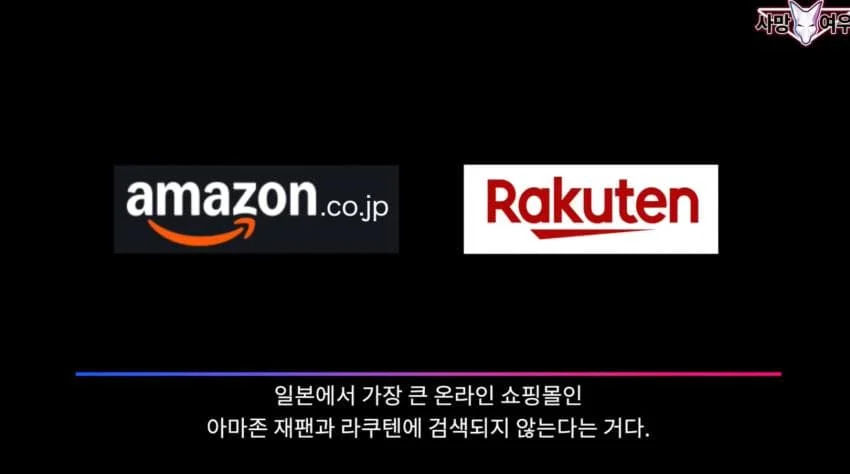 사망여우
amazon.co.jp
Rakuten
일본에서 가장 큰 온라인 쇼핑몰인
아마존 재팬과 라쿠텐에 검색되지 않는다는 거다.